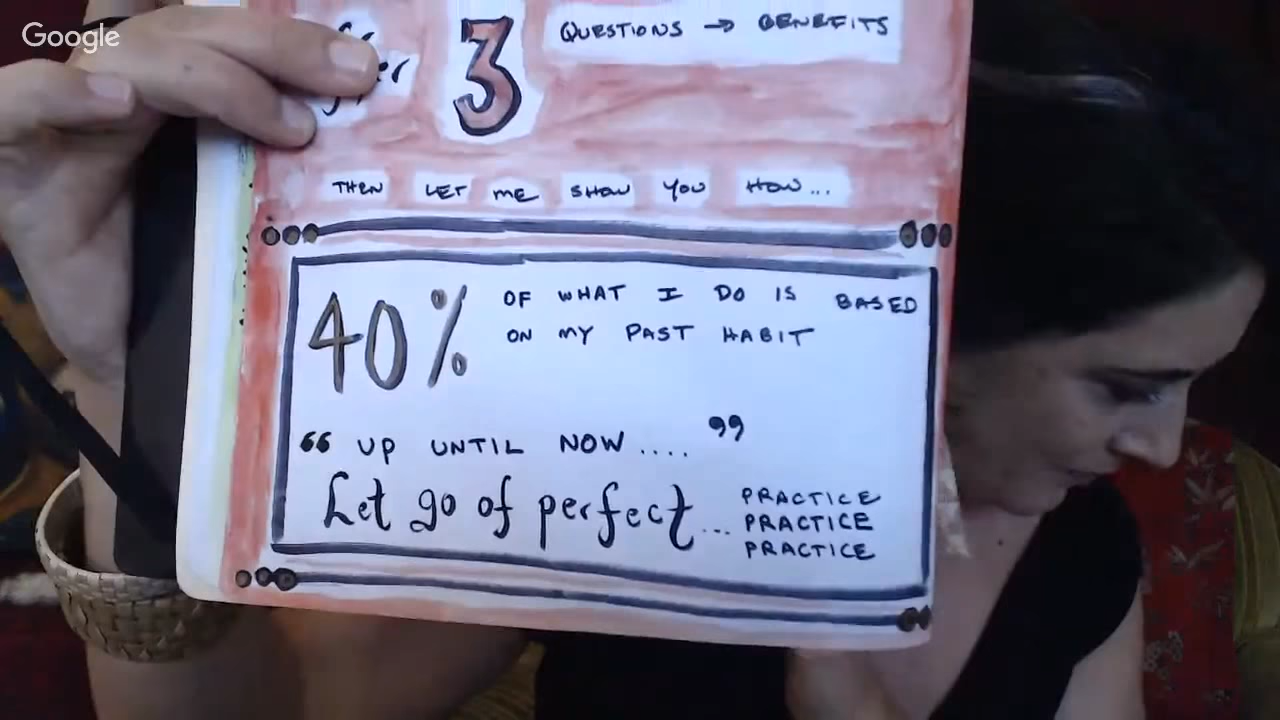 Google
3 QUESTIONS → BENEFITS
THEN LET ME SHOW YOU HOW...
40% OF WHAT I DO IS BASED
ON MY PAST HABIT
“ UP UNTIL NOW.... ”
Let go of perfect... PRACTICE
PRACTICE
PRACTICE